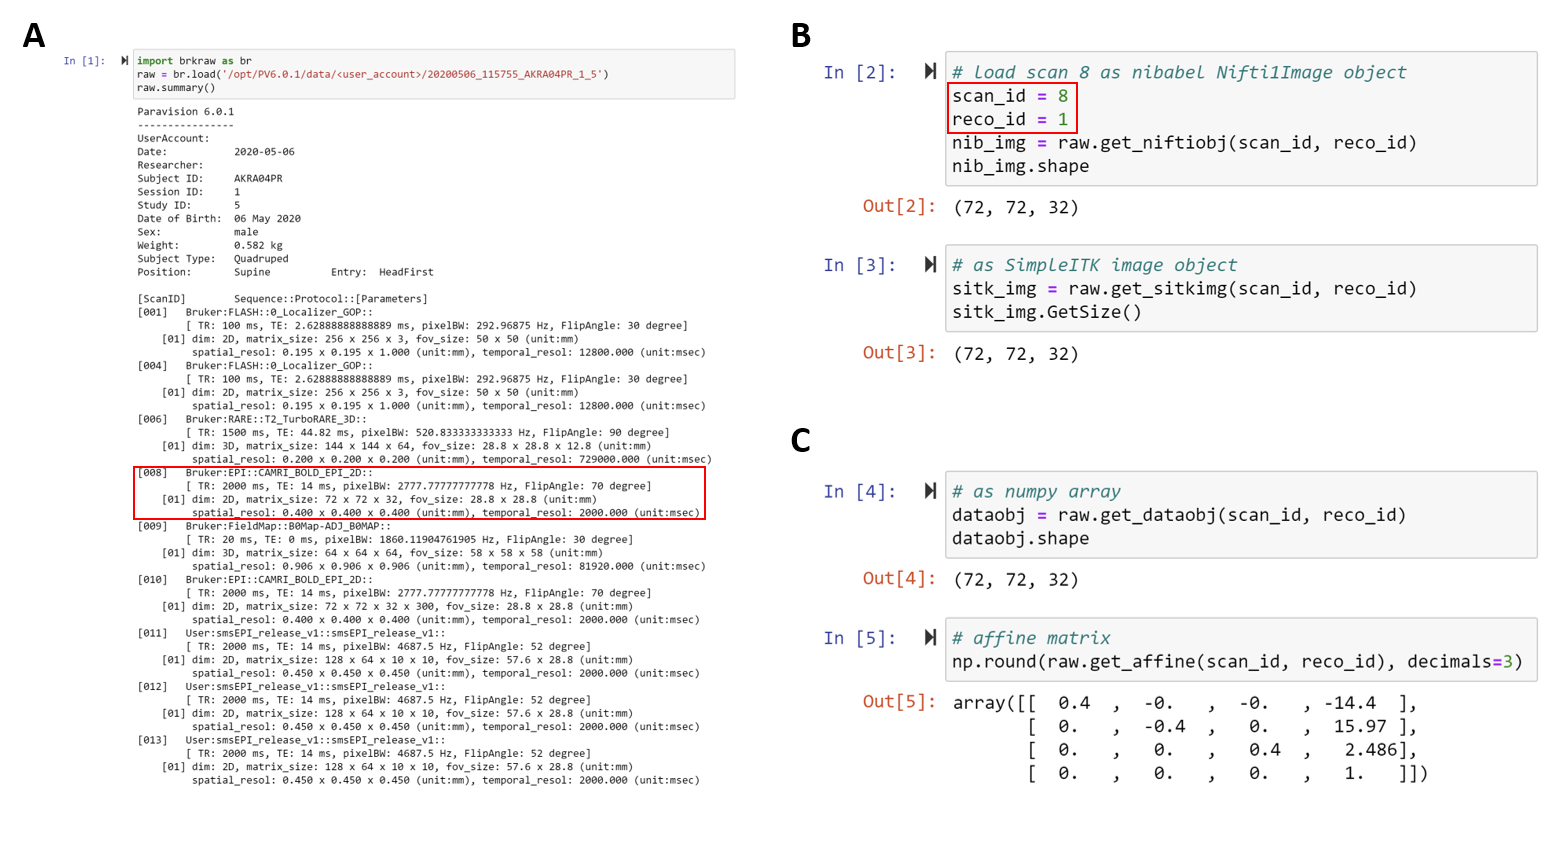 A
In [1]:
import brkraw as br
raw = br.load('/opt/PV6.0.1/data/<user_account>/20200506_115755_AKRA04PR_1_5')
raw.summary()
Paravision 6.0.1
----------------
UserAccount:
Date: 2020-05-06
Researcher:
Subject ID: AKRA04PR
Session ID: 1
Study ID: 5
Date of Birth: 06 May 2020
Sex: male
Weight: 0.582 kg
Subject Type: Quadruped
Position: Supine Entry: HeadFirst
[ScanID] Sequence::Protocol::[Parameters]
[001] Bruker:FLASH::0_Localizer_GOP::
[ TR: 100 ms, TE: 2.62888888888889 ms, pixelBW: 292.96875 Hz, FlipAngle: 30 degree]
[01] dim: 2D, matrix_size: 256 x 256 x 3, fov_size: 50 x 50 (unit:mm)
spatial_resol: 0.195 x 0.195 x 1.000 (unit:mm), temporal_resol: 12800.000 (unit:msec)
[004] Bruker:FLASH::0_Localizer_GOP::
[ TR: 100 ms, TE: 2.62888888888889 ms, pixelBW: 292.96875 Hz, FlipAngle: 30 degree]
[01] dim: 2D, matrix_size: 256 x 256 x 3, fov_size: 50 x 50 (unit:mm)
spatial_resol: 0.195 x 0.195 x 1.000 (unit:mm), temporal_resol: 12800.000 (unit:msec)
[006] Bruker:RARE::T2_TurboRARE_3D::
[ TR: 1500 ms, TE: 44.82 ms, pixelBW: 520.833333333333 Hz, FlipAngle: 90 degree]
[01] dim: 3D, matrix_size: 144 x 144 x 64, fov_size: 28.8 x 28.8 x 12.8 (unit:mm)
spatial_resol: 0.200 x 0.200 x 0.200 (unit:mm), temporal_resol: 729000.000 (unit:msec)
[008] Bruker:EPI::CAMRI_BOLD_EPI_2D::
[ TR: 2000 ms, TE: 14 ms, pixelBW: 2777.77777777778 Hz, FlipAngle: 70 degree]
[01] dim: 2D, matrix_size: 72 x 72 x 32, fov_size: 28.8 x 28.8 (unit:mm)
spatial_resol: 0.400 x 0.400 x 0.400 (unit:mm), temporal_resol: 2000.000 (unit:msec)
[009] Bruker:FieldMap::B0Map-ADJ_B0MAP::
[ TR: 20 ms, TE: 0 ms, pixelBW: 1860.11904761905 Hz, FlipAngle: 30 degree]
[01] dim: 3D, matrix_size: 64 x 64 x 64, fov_size: 58 x 58 x 58 (unit:mm)
spatial_resol: 0.906 x 0.906 x 0.906 (unit:mm), temporal_resol: 81920.000 (unit:msec)
[010] Bruker:EPI::CAMRI_BOLD_EPI_2D::
[ TR: 2000 ms, TE: 14 ms, pixelBW: 2777.77777777778 Hz, FlipAngle: 70 degree]
[01] dim: 2D, matrix_size: 72 x 72 x 32 x 300, fov_size: 28.8 x 28.8 (unit:mm)
spatial_resol: 0.400 x 0.400 x 0.400 (unit:mm), temporal_resol: 2000.000 (unit:msec)
[011] User:smsEPI_release_v1::smsEPI_release_v1::
[ TR: 2000 ms, TE: 14 ms, pixelBW: 4687.5 Hz, FlipAngle: 52 degree]
[01] dim: 2D, matrix_size: 128 x 64 x 10 x 10, fov_size: 57.6 x 28.8 (unit:mm)
spatial_resol: 0.450 x 0.450 x 0.450 (unit:mm), temporal_resol: 2000.000 (unit:msec)
[012] User:smsEPI_release_v1::smsEPI_release_v1::
[ TR: 2000 ms, TE: 14 ms, pixelBW: 4687.5 Hz, FlipAngle: 52 degree]
[01] dim: 2D, matrix_size: 128 x 64 x 10 x 10, fov_size: 57.6 x 28.8 (unit:mm)
spatial_resol: 0.450 x 0.450 x 0.450 (unit:mm), temporal_resol: 2000.000 (unit:msec)
[013] User:smsEPI_release_v1::smsEPI_release_v1::
[ TR: 2000 ms, TE: 14 ms, pixelBW: 4687.5 Hz, FlipAngle: 52 degree]
[01] dim: 2D, matrix_size: 128 x 64 x 10 x 10, fov_size: 57.6 x 28.8 (unit:mm)
spatial_resol: 0.450 x 0.450 x 0.450 (unit:mm), temporal_resol: 2000.000 (unit:msec)
B
In [2]:
# load scan 8 as nibabel Nifti1Image object
scan_id = 8
reco_id = 1
nib_img = raw.get_niftiobj(scan_id, reco_id)
nib_img.shape
Out[2]: (72, 72, 32)
In [3]:
# as SimpleITK image object
sitk_img = raw.get_sitkimg(scan_id, reco_id)
sitk_img.GetSize()
Out[3]: (72, 72, 32)
C
In [4]:
# as numpy array
dataobj = raw.get_dataobj(scan_id, reco_id)
dataobj.shape
Out[4]: (72, 72, 32)
In [5]:
# affine matrix
np.round(raw.get_affine(scan_id, reco_id), decimals=3)
Out[5]: array([[ 0.4 , -0. , -0. , -14.4 ],
[ 0. , -0.4 , 0. , 15.97 ],
[ 0. , 0. , 0.4 , 2.486],
[ 0. , 0. , 0. , 1. ]])